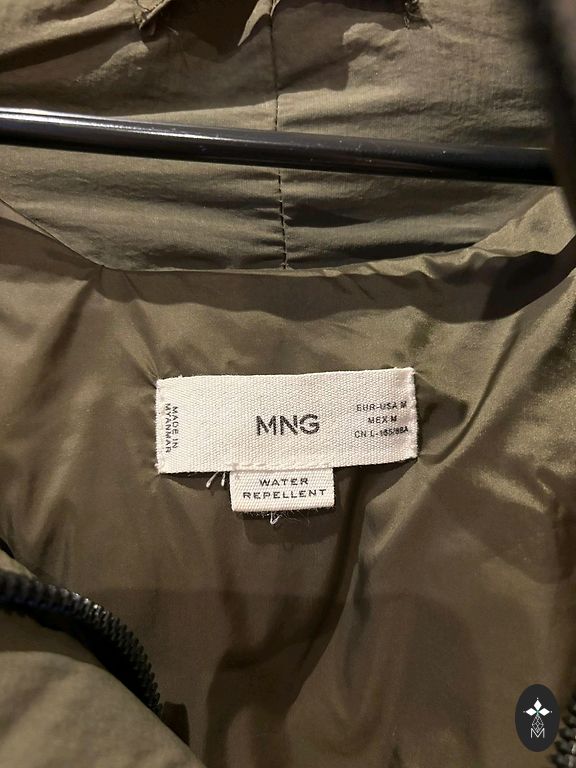 MADE IN
MYANMAR
MNG
EUR-USA M
MEX M
CN L-165/88A
WATER
REPELLENT